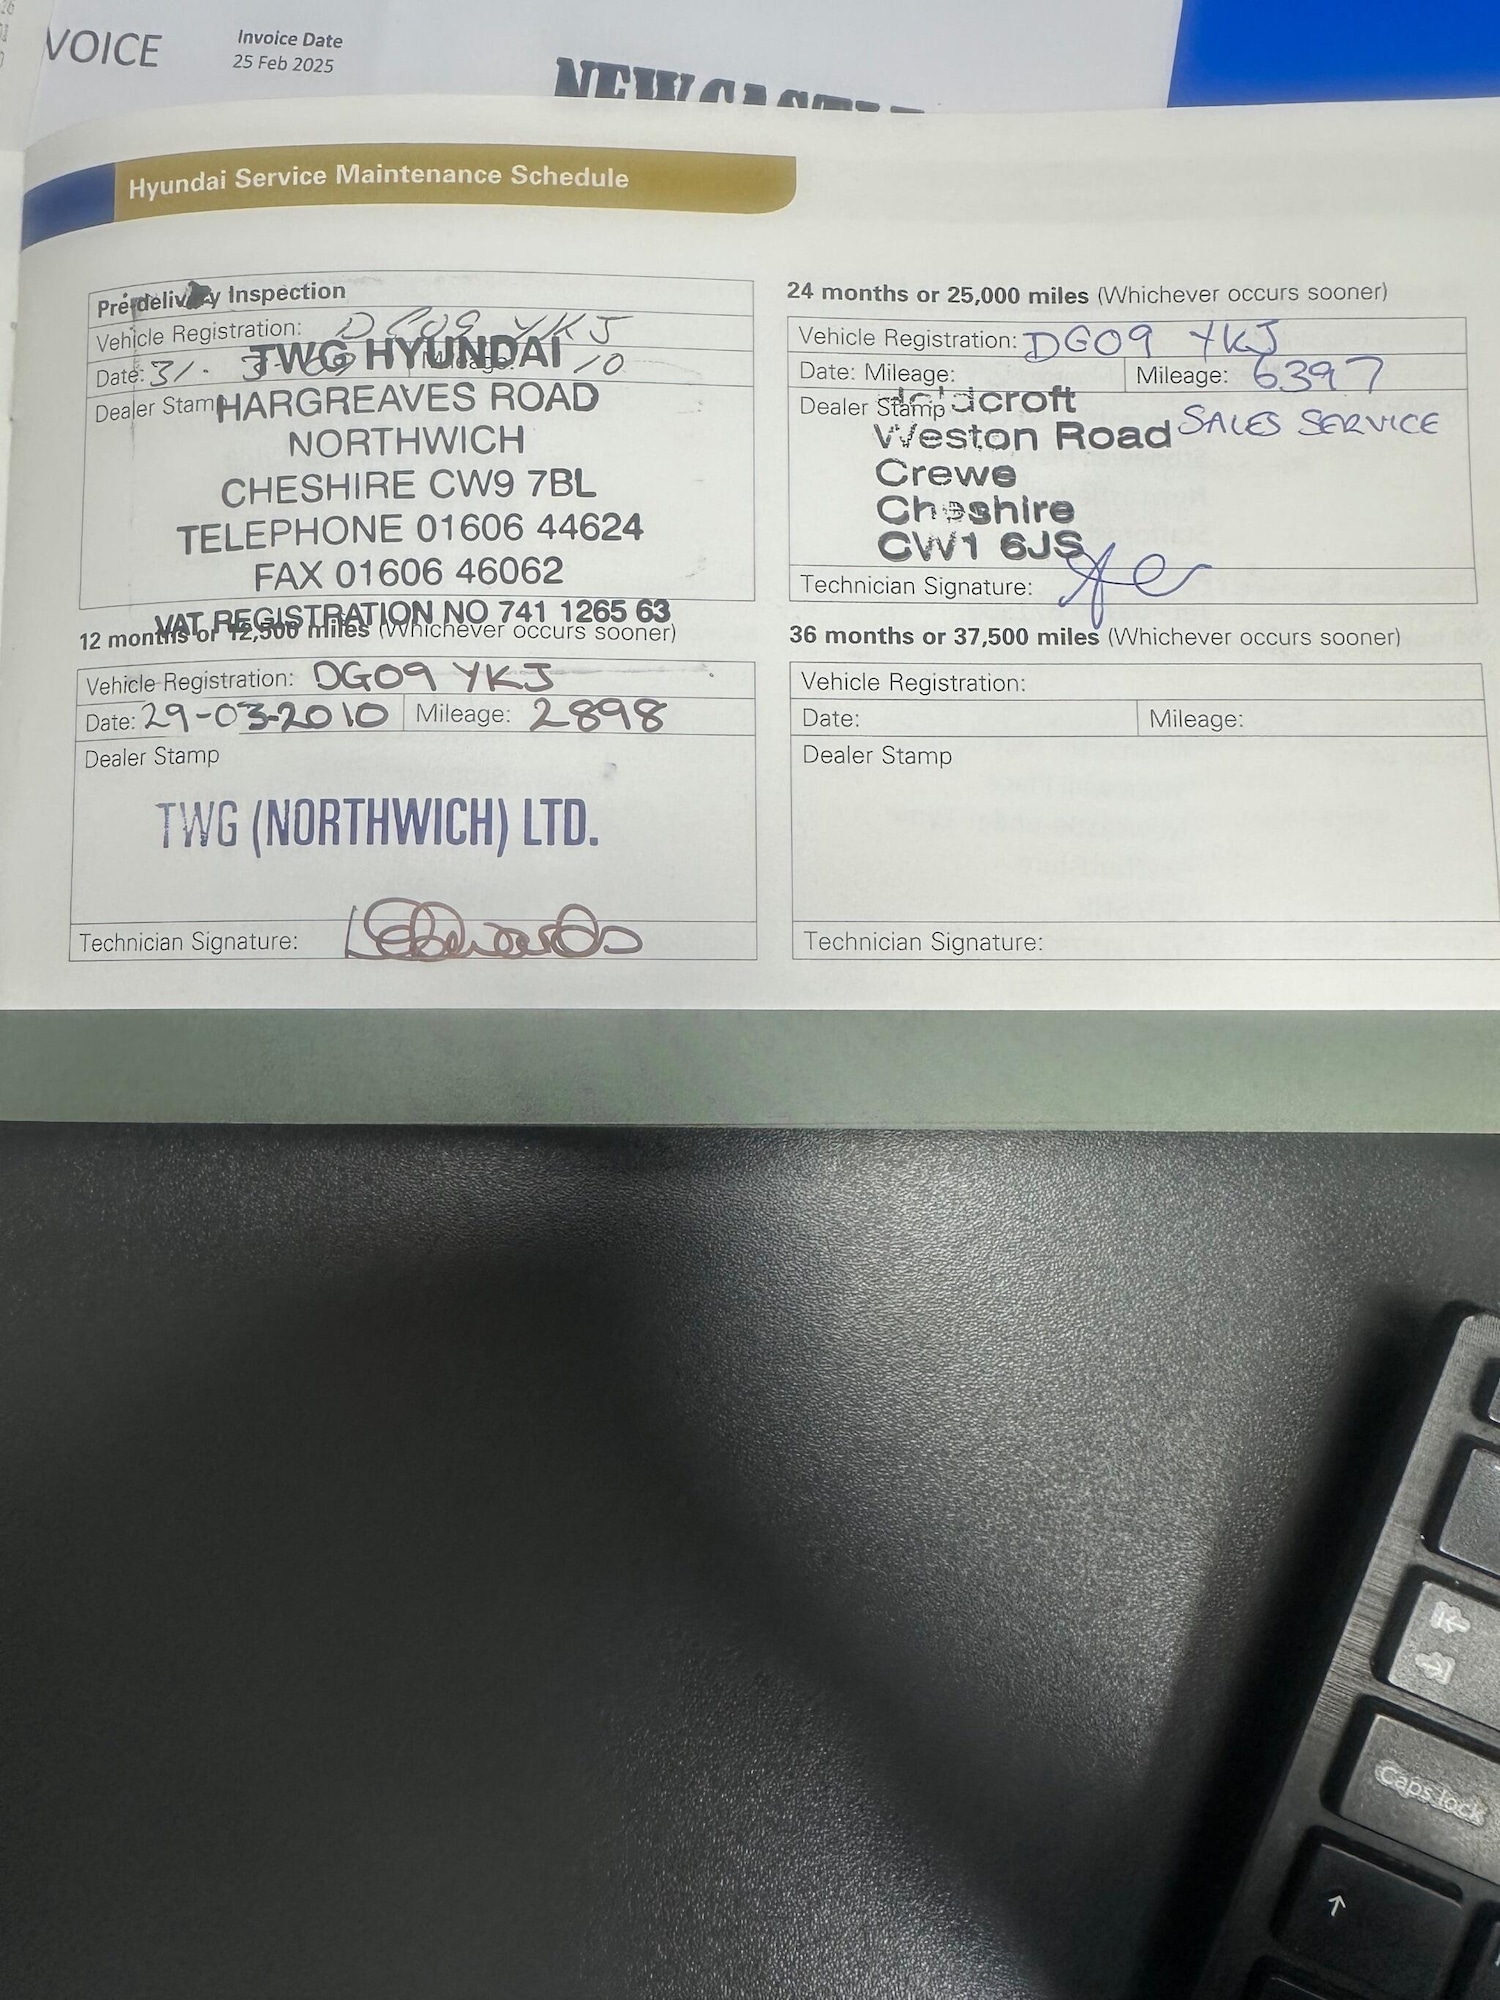 VOICE
Invoice Date
25 Feb 2025
NEWCASTLE
Hyundai Service Maintenance Schedule
Pre-delivery Inspection
Vehicle Registration: DG09 YKJ
Date: 31. 3. Mileage: 10
Dealer Stamp
TWG HYUNDAI
HARGREAVES ROAD
NORTHWICH
CHESHIRE CW9 7BL
TELEPHONE 01606 44624
FAX 01606 46062
VAT REGISTRATION NO 741 1265 63
12 months or 12,500 miles (Whichever occurs sooner)
Vehicle Registration: DG09 YKJ
Date: 29-03-2010 Mileage: 2898
Dealer Stamp
TWG (NORTHWICH) LTD.
Technician Signature:
24 months or 25,000 miles (Whichever occurs sooner)
Vehicle Registration: DG09 YKJ
Date: Mileage: Mileage: 6397
Dealer Stamp
SALES SERVICE
Weston Road
Crewe
Cheshire
CW1 6JS
Technician Signature:
36 months or 37,500 miles (Whichever occurs sooner)
Vehicle Registration:
Date: Mileage:
Dealer Stamp
Technician Signature:
Caps lock